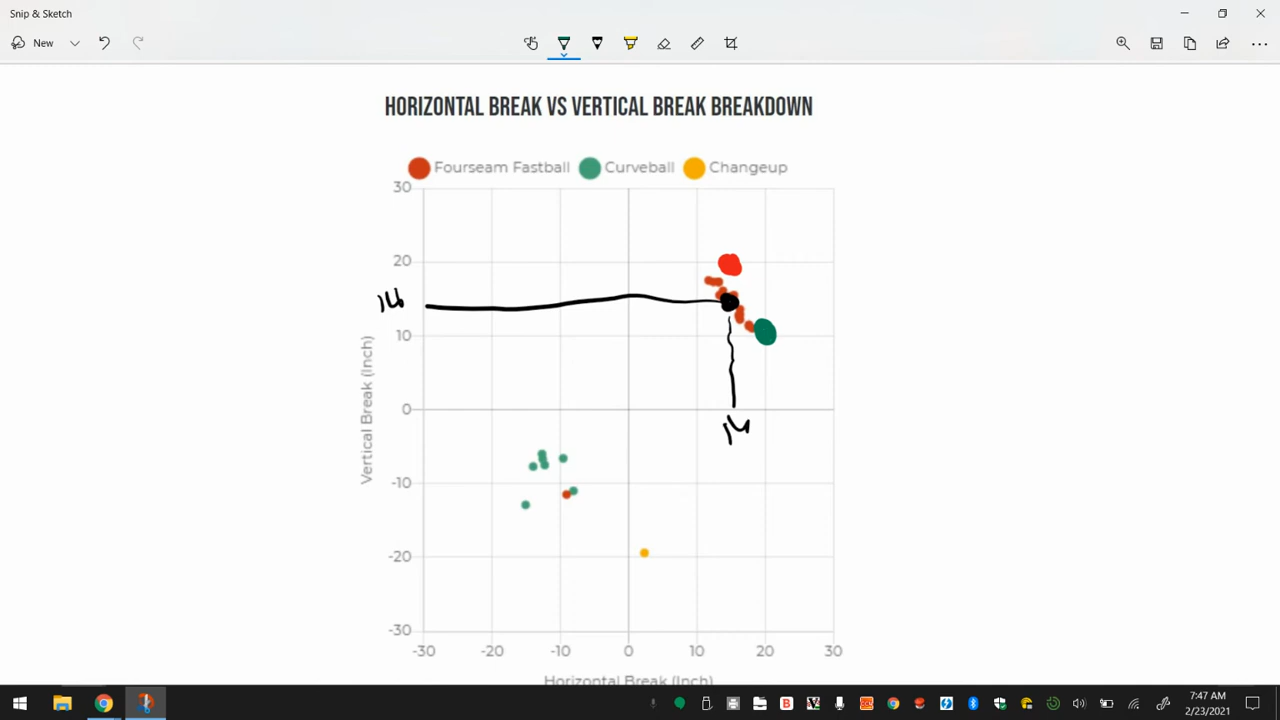 Snip & Sketch
New
HORIZONTAL BREAK VS VERTICAL BREAK BREAKDOWN
Fourseam Fastball Curveball Changeup
30
20
10
0
-10
-20
-30
Vertical Break (Inch)
14
-30 -20 -10 0 10 20 30
Horizontal Break (Inch)
7:47 AM
2/23/2021